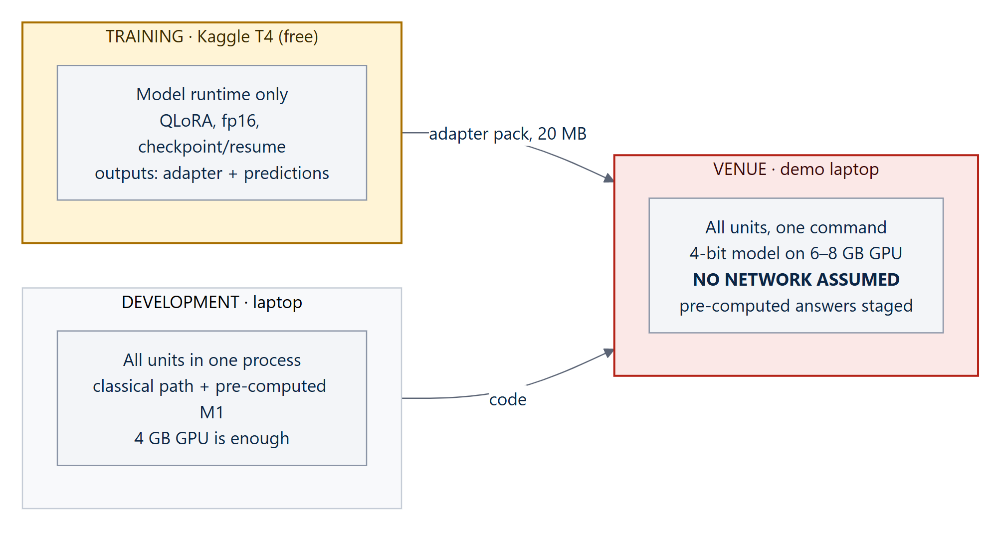 TRAINING · Kaggle T4 (free)
Model runtime only
QLoRA, fp16,
checkpoint/resume
outputs: adapter + predictions
adapter pack, 20 MB
VENUE · demo laptop
All units, one command
4-bit model on 6–8 GB GPU
NO NETWORK ASSUMED
pre-computed answers staged
DEVELOPMENT · laptop
All units in one process
classical path + pre-computed
M1
4 GB GPU is enough
code